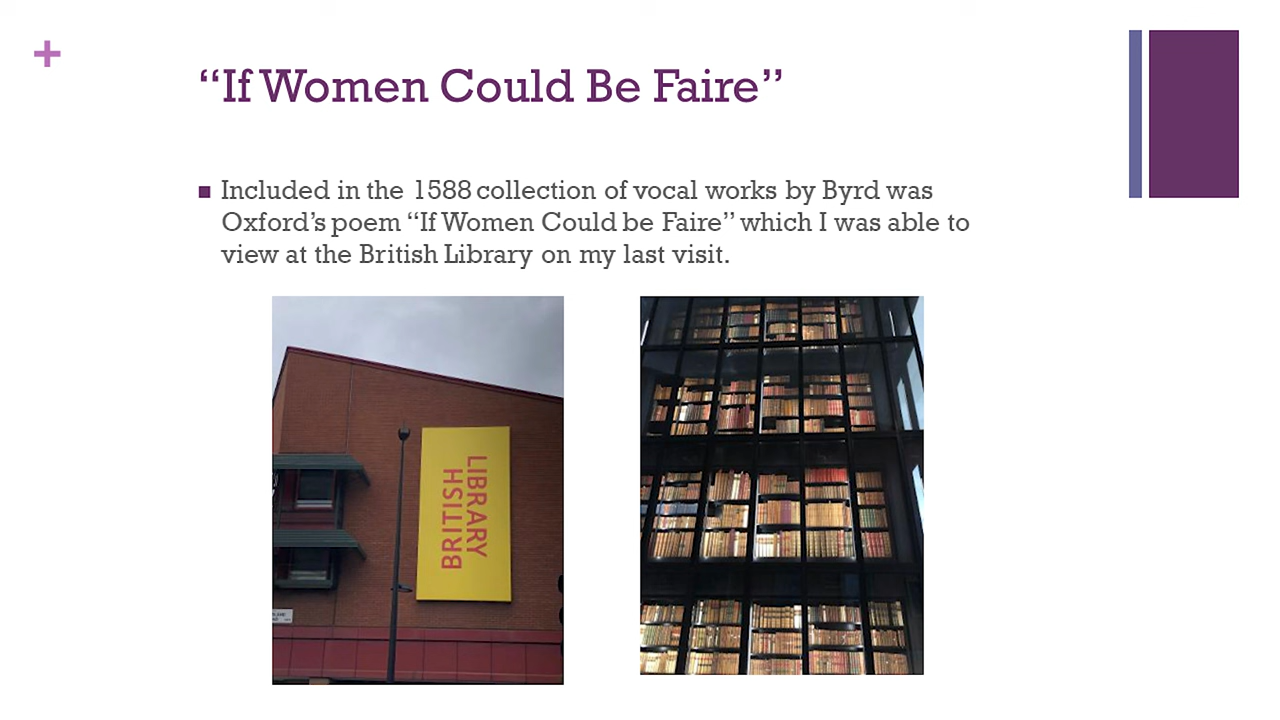 “If Women Could Be Faire”
Included in the 1588 collection of vocal works by Byrd was
Oxford’s poem “If Women Could be Faire” which I was able to
view at the British Library on my last visit.
BRITISH
LIBRARY